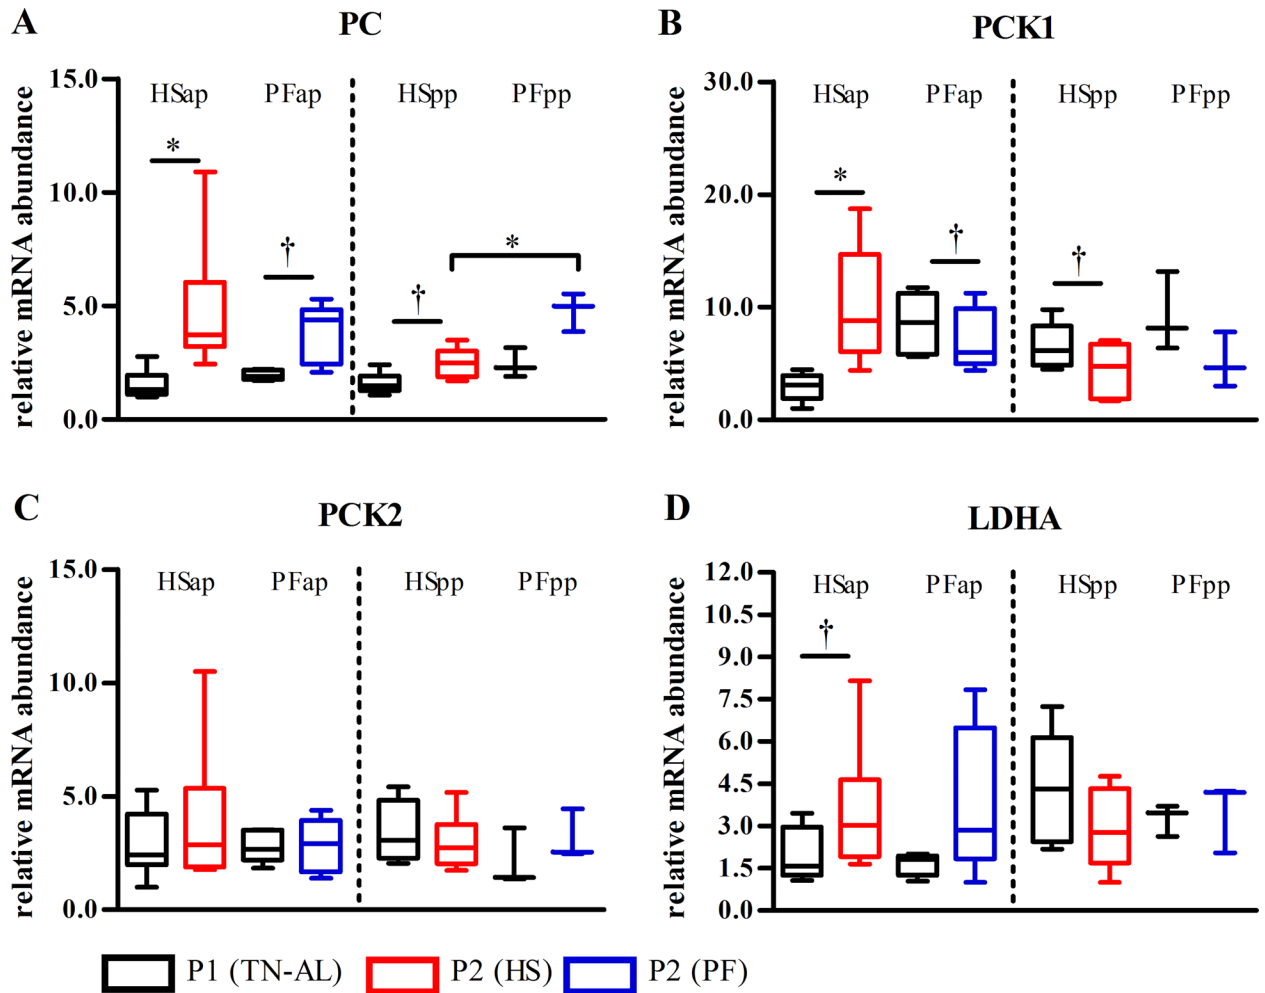 A
PC
relative mRNA abundance
15.0
10.0
5.0
0.0
HSap
PFap
HSpp
PFpp
*
†
†
*
B
PCK1
relative mRNA abundance
30.0
20.0
10.0
0.0
HSap
PFap
HSpp
PFpp
*
†
†
C
PCK2
relative mRNA abundance
15.0
10.0
5.0
0.0
HSap
PFap
HSpp
PFpp
D
LDHA
relative mRNA abundance
12.0
10.5
9.0
7.5
6.0
4.5
3.0
1.5
0.0
HSap
PFap
HSpp
PFpp
†
P1 (TN-AL)
P2 (HS)
P2 (PF)